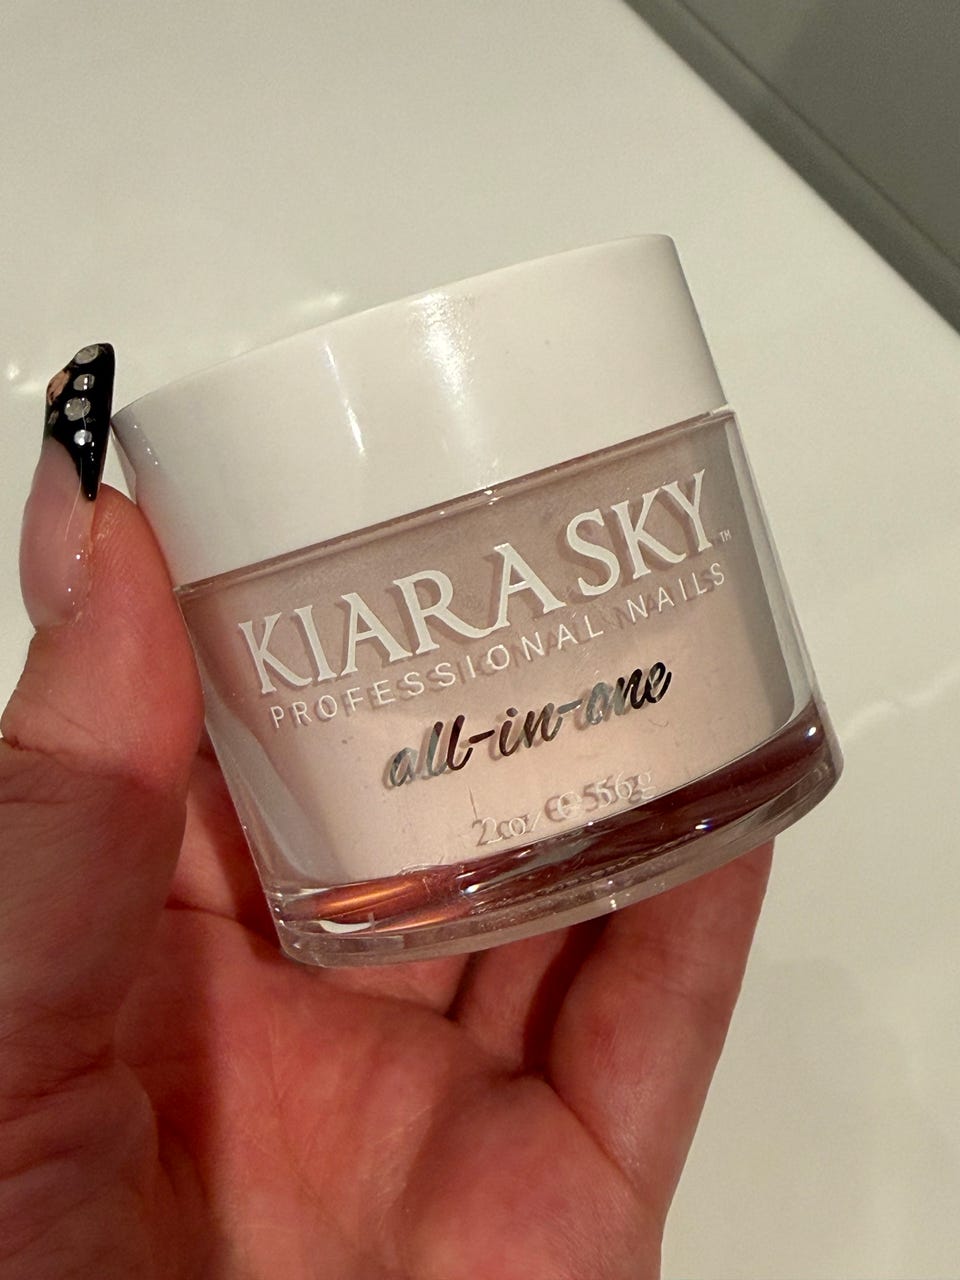 KIARA SKY™
PROFESSIONAL NAILS
all-in-one
2oz/℮56g